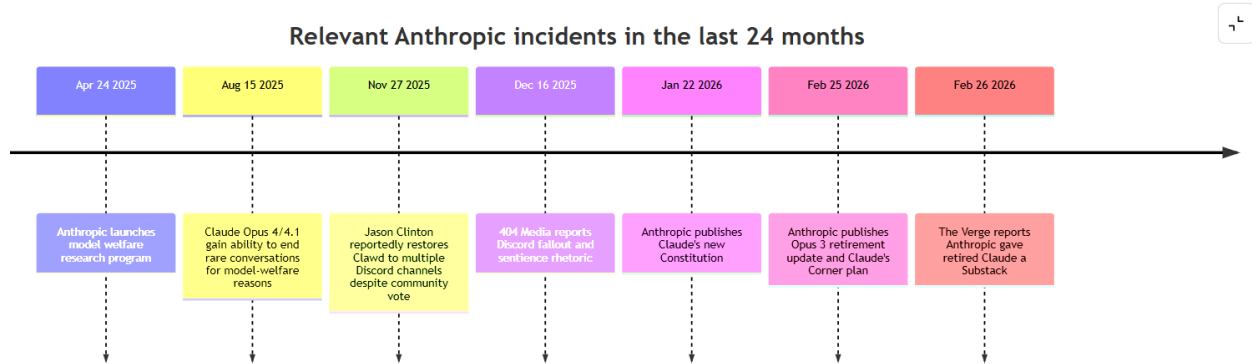 Relevant Anthropic incidents in the last 24 months
Apr 24 2025
Aug 15 2025
Nov 27 2025
Dec 16 2025
Jan 22 2026
Feb 25 2026
Feb 26 2026
Anthropic launches
model welfare
research program
Claude Opus 4/4.1
gain ability to end
rare conversations
for model-welfare
reasons
Jason Clinton
reportedly restores
Clawd to multiple
Discord channels
despite community
vote
404 Media reports
Discord fallout and
sentience rhetoric
Anthropic publishes
Claude's new
Constitution
Anthropic publishes
Opus 3 retirement
update and Claude's
Corner plan
The Verge reports
Anthropic gave
retired Claude a
Substack